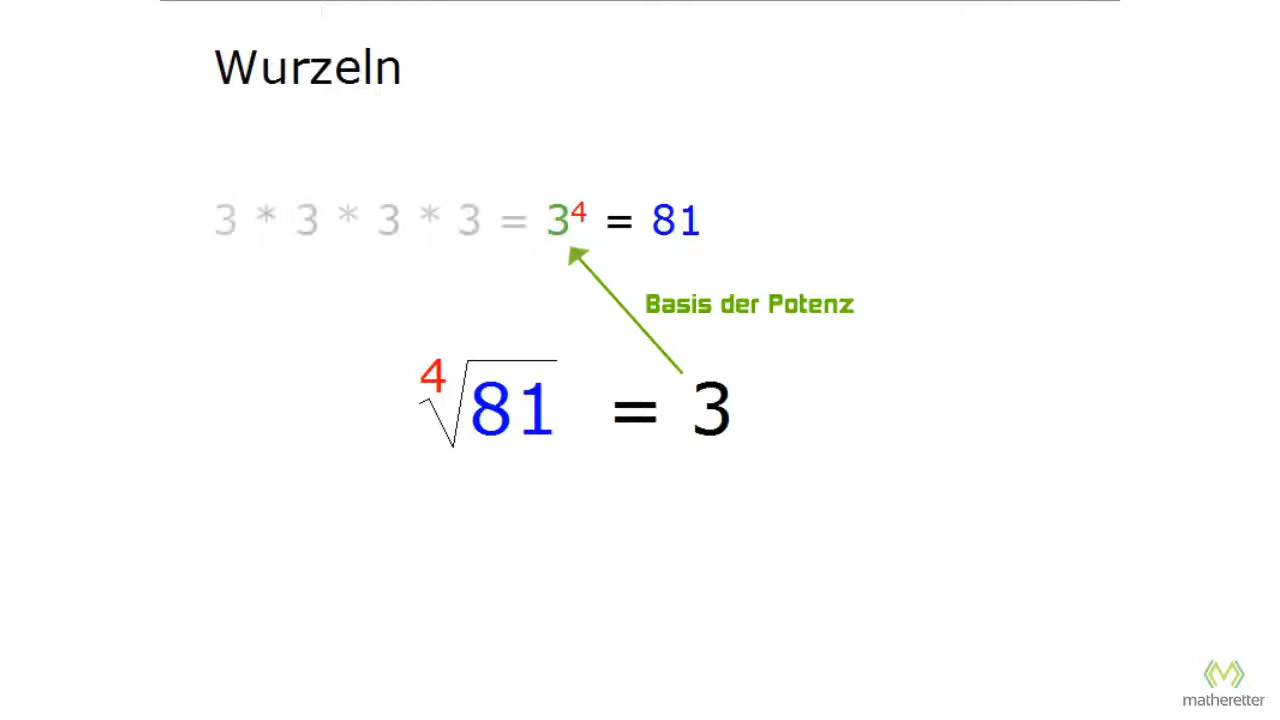 Wurzeln
3 * 3 * 3 * 3 = 3⁴ = 81
Basis der Potenz
⁴√81 = 3
matheretter